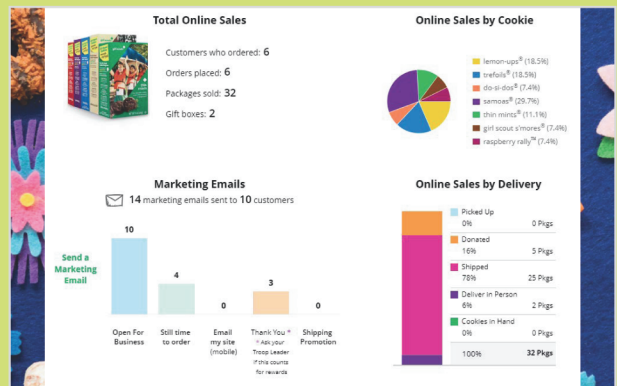 Total Online Sales
Customers who ordered: 6
Orders placed: 6
Packages sold: 32
Gift boxes: 2
Online Sales by Cookie
lemon-ups® (18.5%)
trefoils® (18.5%)
do-si-dos® (7.4%)
samoas® (29.7%)
thin mints® (11.1%)
girl scout s'mores® (7.4%)
raspberry rally™ (7.4%)
Marketing Emails
14 marketing emails sent to 10 customers
Send a
Marketing
Email
10
4
0
3
0
Open For
Business
Still time
to order
Email
my site
(mobile)
Thank You *
* Ask your
Troop Leader
if this counts
for rewards
Shipping
Promotion
Online Sales by Delivery
Picked Up
0% 0 Pkgs
Donated
16% 5 Pkgs
Shipped
78% 25 Pkgs
Deliver in Person
6% 2 Pkgs
Cookies in Hand
0% 0 Pkgs
100% 32 Pkgs